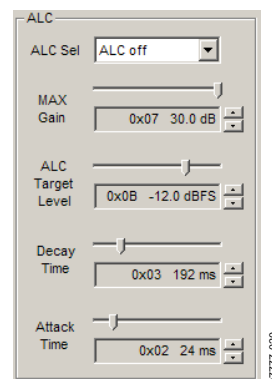 ALC
ALC Sel ALC off
MAX
Gain
0x07 30.0 dB
ALC
Target
Level
0x0B -12.0 dBFS
Decay
Time
0x03 192 ms
Attack
Time
0x02 24 ms